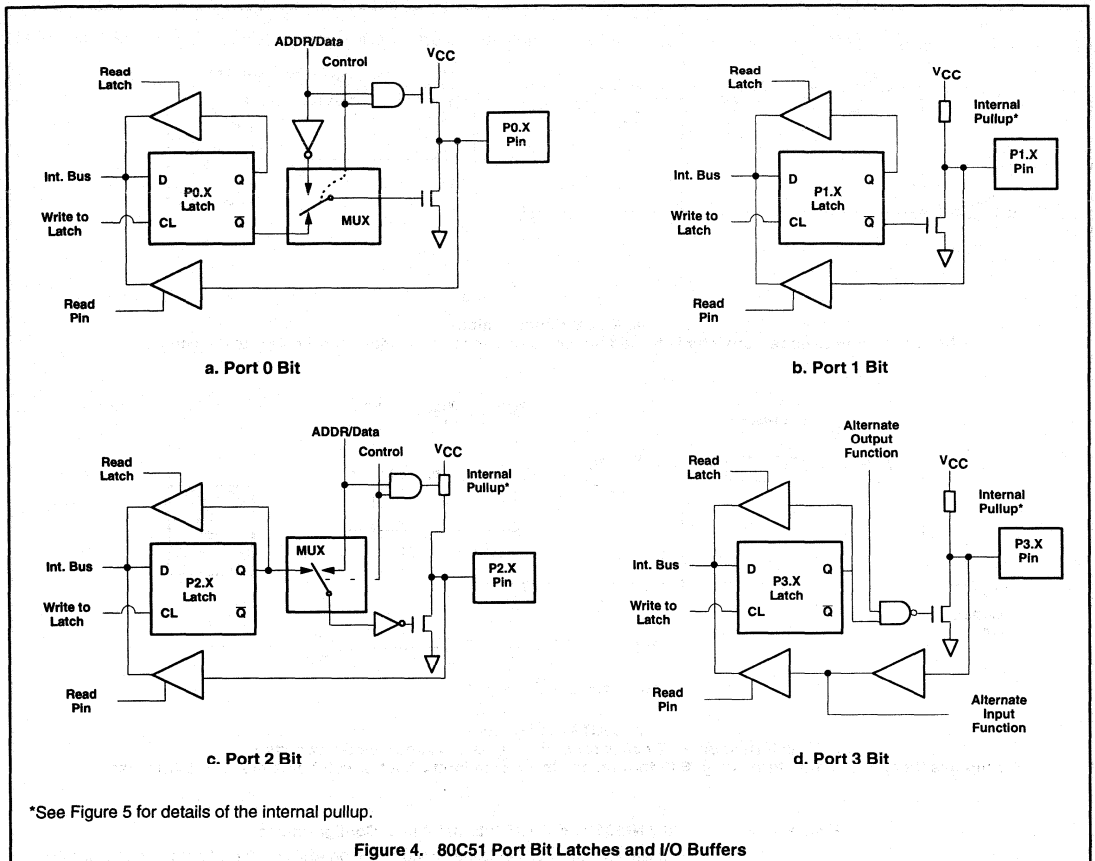 ADDR/Data
Control
VCC
Read
Latch
P0.X
Pin
Int. Bus
D
Q
P0.X
Latch
Write to
Latch
CL
Q̅
MUX
Read
Pin
a. Port 0 Bit
Read
Latch
VCC
Internal
Pullup*
P1.X
Pin
Int. Bus
D
Q
P1.X
Latch
Write to
Latch
CL
Q̅
Read
Pin
b. Port 1 Bit
ADDR/Data
Control
VCC
Read
Latch
Internal
Pullup*
MUX
Int. Bus
D
Q
P2.X
Latch
P2.X
Pin
Write to
Latch
CL
Q̅
Read
Pin
c. Port 2 Bit
Alternate
Output
Function
Read
Latch
VCC
Internal
Pullup*
P3.X
Pin
Int. Bus
D
Q
P3.X
Latch
Write to
Latch
CL
Q̅
Read
Pin
Alternate
Input
Function
d. Port 3 Bit
*See Figure 5 for details of the internal pullup.
Figure 4. 80C51 Port Bit Latches and I/O Buffers